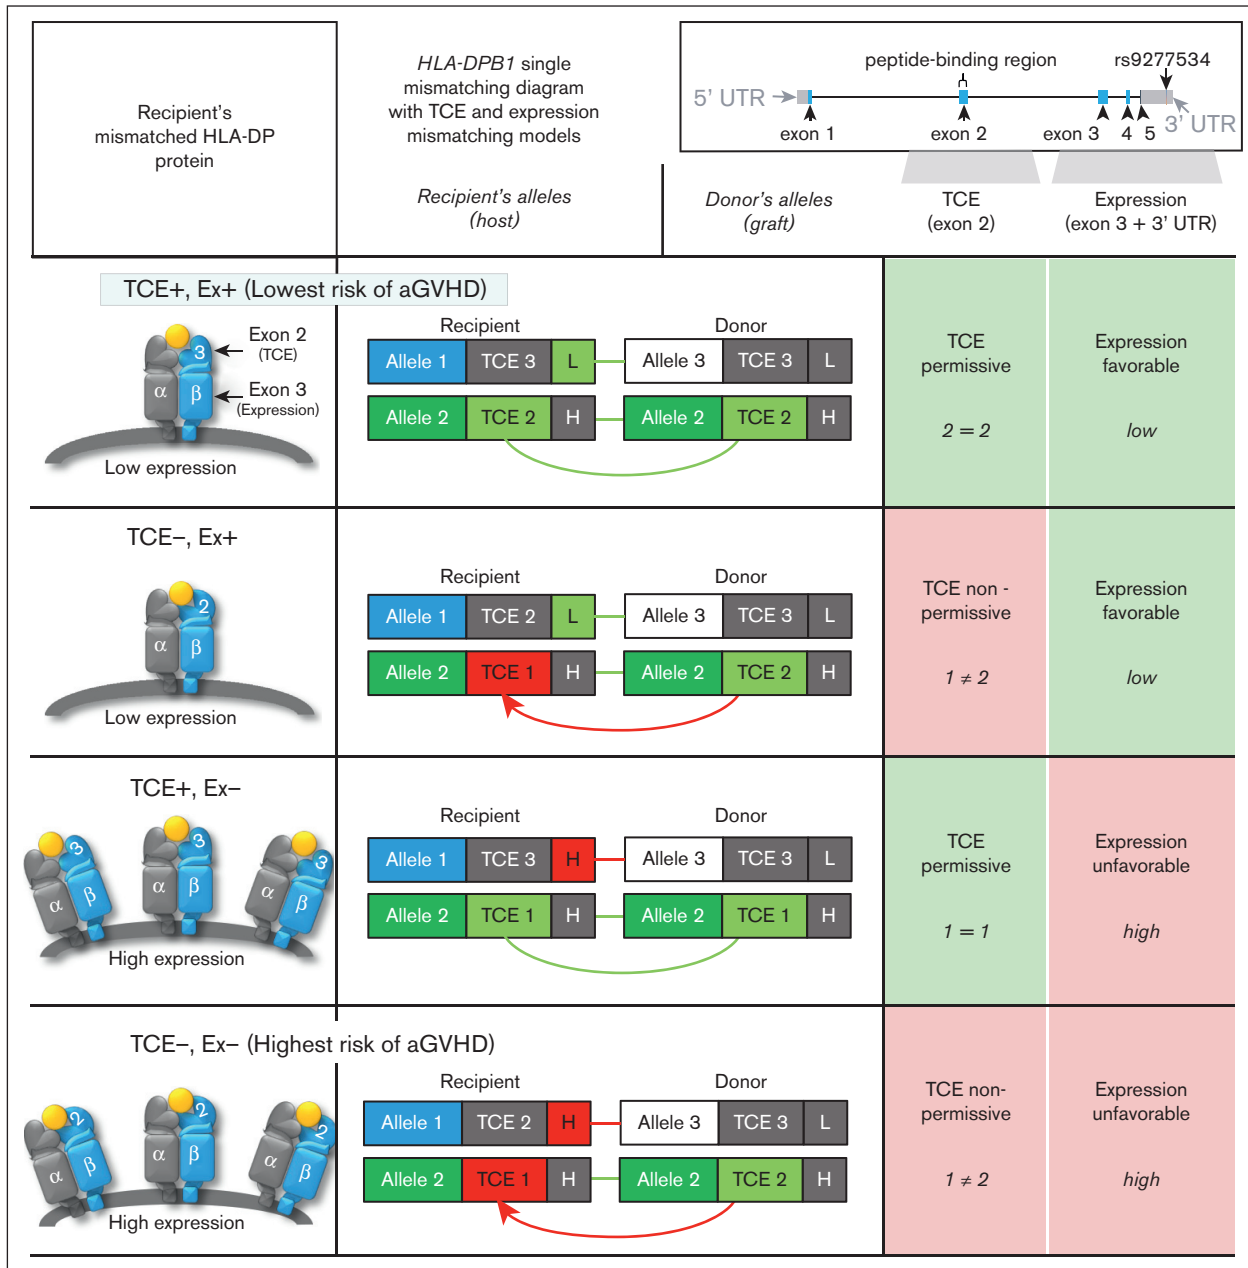 Recipient's
mismatched HLA-DP
protein
HLA-DPB1 single
mismatching diagram
with TCE and expression
mismatching models
Recipient's alleles
(host)
Donor's alleles
(graft)
peptide-binding region
rs9277534
5' UTR
3' UTR
exon 1
exon 2
exon 3
4
5
TCE
(exon 2)
Expression
(exon 3 + 3' UTR)
TCE+, Ex+ (Lowest risk of aGVHD)
3
α
β
Exon 2
(TCE)
Exon 3
(Expression)
Low expression
Recipient
Donor
Allele 1 TCE 3 L
Allele 3 TCE 3 L
Allele 2 TCE 2 H
Allele 2 TCE 2 H
TCE
permissive
2 = 2
Expression
favorable
low
TCE–, Ex+
2
α
β
Low expression
Recipient
Donor
Allele 1 TCE 2 L
Allele 3 TCE 3 L
Allele 2 TCE 1 H
Allele 2 TCE 2 H
TCE non -
permissive
1 ≠ 2
Expression
favorable
low
TCE+, Ex–
3
α
β
3
α
β
3
α
β
High expression
Recipient
Donor
Allele 1 TCE 3 H
Allele 3 TCE 3 L
Allele 2 TCE 1 H
Allele 2 TCE 1 H
TCE
permissive
1 = 1
Expression
unfavorable
high
TCE–, Ex– (Highest risk of aGVHD)
2
α
β
2
α
β
2
α
β
High expression
Recipient
Donor
Allele 1 TCE 2 H
Allele 3 TCE 3 L
Allele 2 TCE 1 H
Allele 2 TCE 2 H
TCE non-
permissive
1 ≠ 2
Expression
unfavorable
high